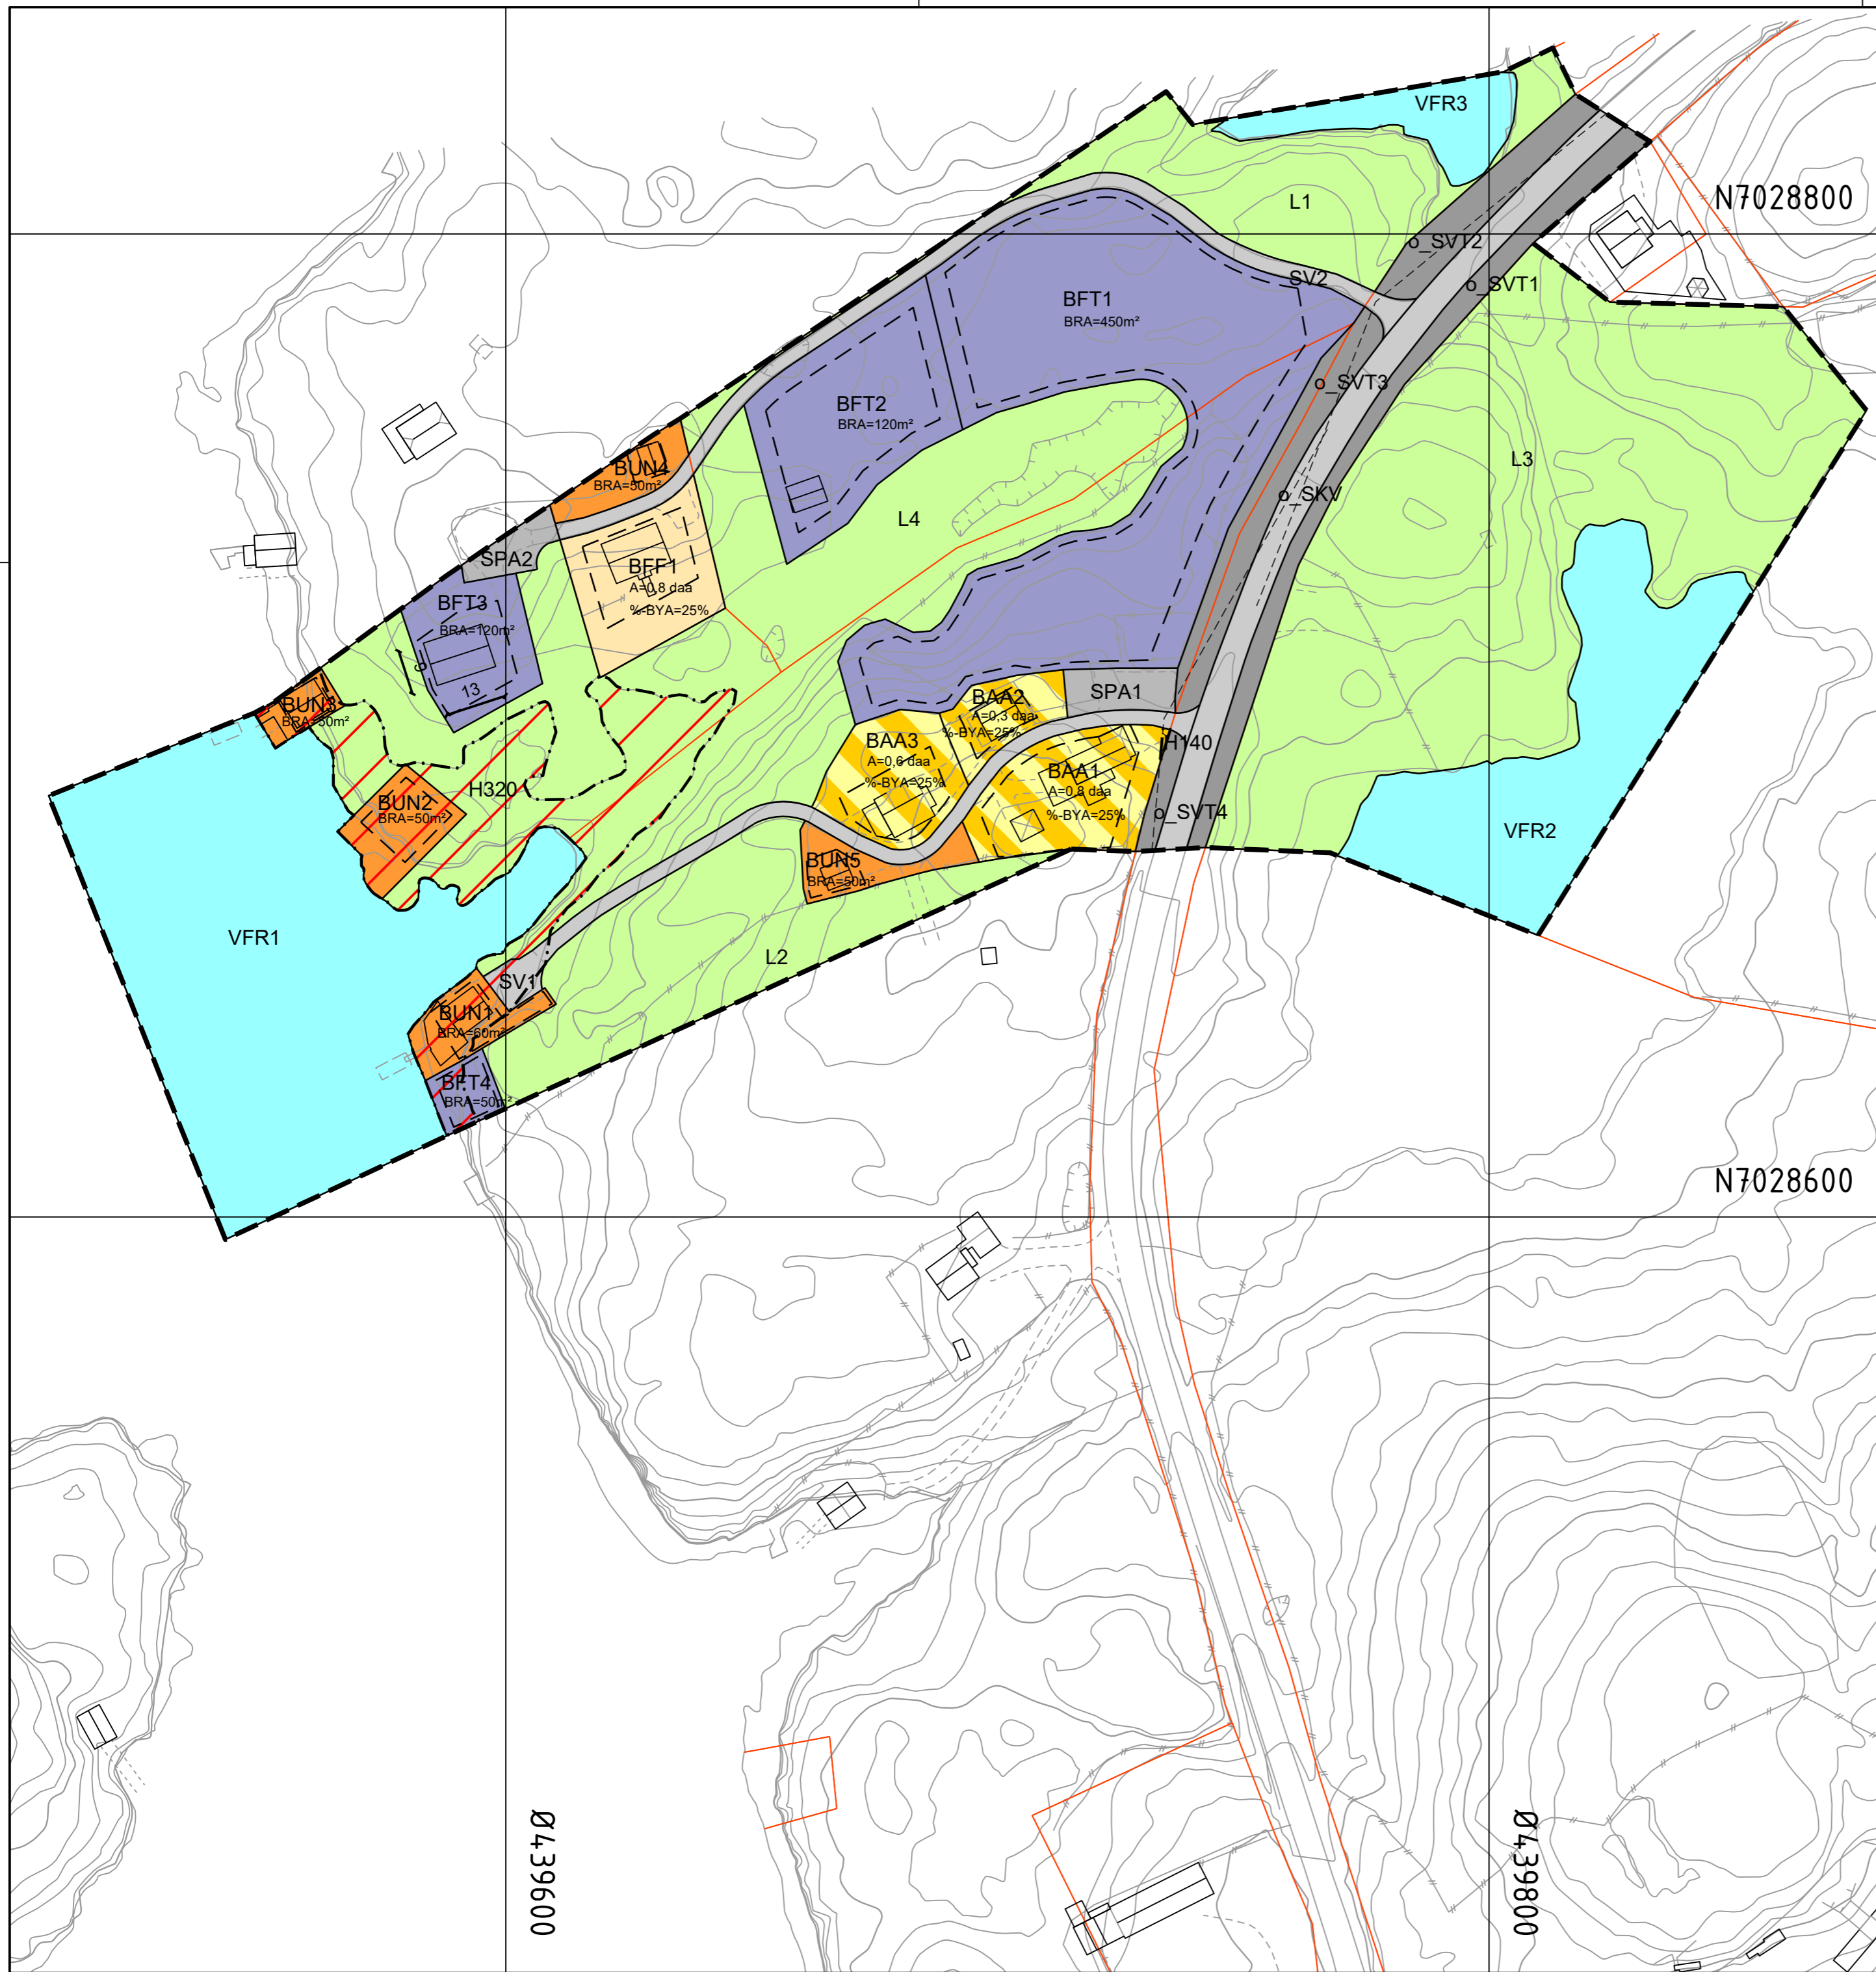 VFR3
N7028800
L1
o_SVT2
SV2
o_SVT1
BFT1
BRA=450m²
o_SVT3
BFT2
BRA=120m²
L3
BUN4
BRA=50m²
o_SKV
L4
SPA2
BFF1
A=0,8 daa
%-BYA=25%
BFT3
BRA=120m²
9
13
SPA1
BAA2
A=0,3 daa
%-BYA=25%
BUN3
BRA=50m²
BAA3
A=0,6 daa
%-BYA=25%
H140
BAA1
A=0,8 daa
%-BYA=25%
H320
BUN2
BRA=50m²
o_SVT4
VFR2
BUN5
BRA=50m²
VFR1
L2
SV1
BUN1
BRA=60m²
BFT4
BRA=50m²
N7028600
Ø439600
Ø439800